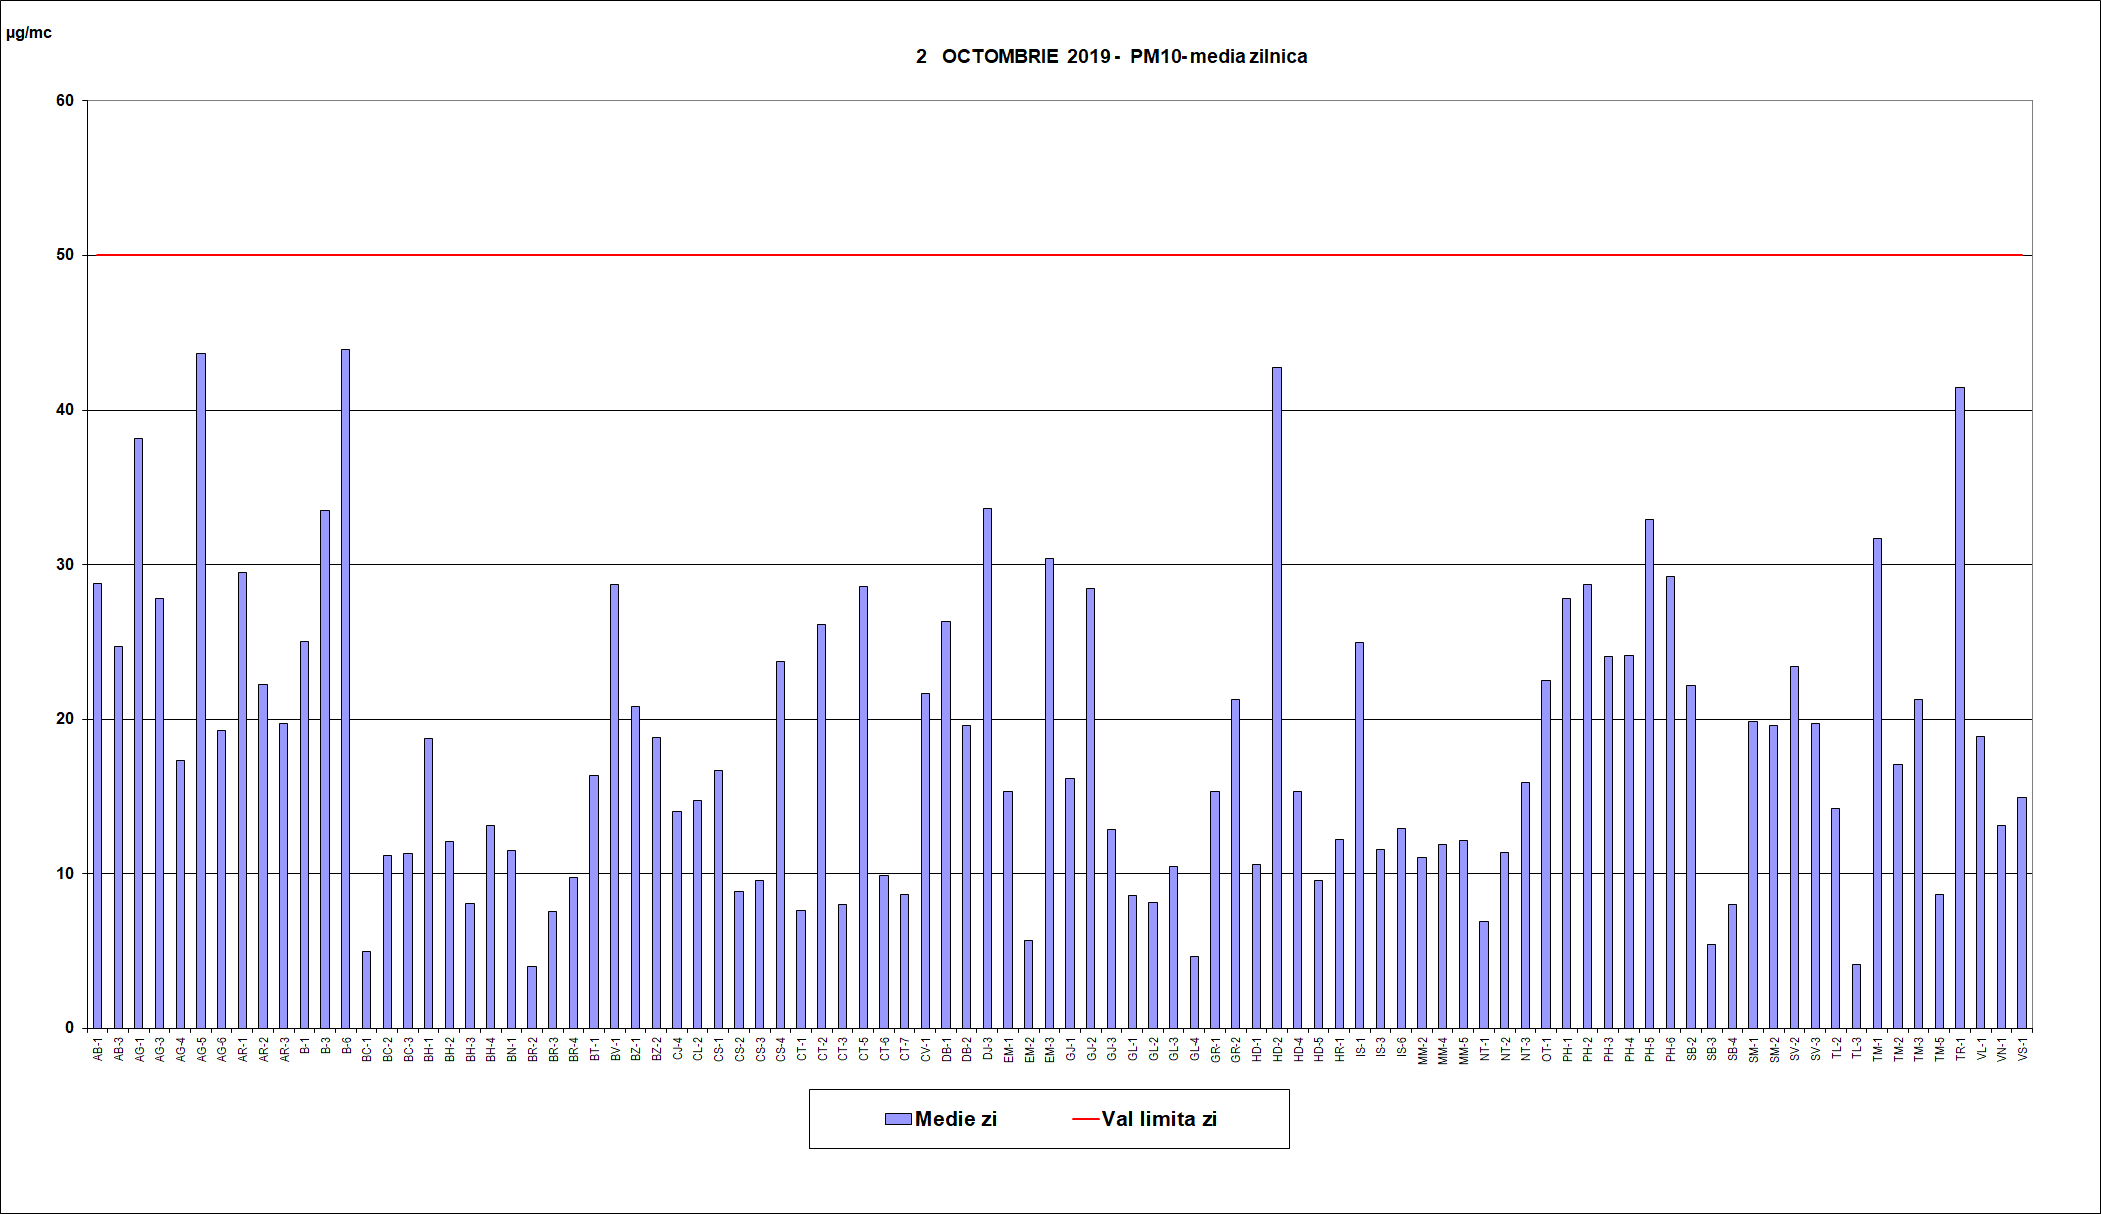 µg/mc
2 OCTOMBRIE 2019 - PM10- media zilnica
60
50
40
30
20
10
0
AB-1 AB-3 AG-1 AG-3 AG-4 AG-5 AG-6 AR-1 AR-2 AR-3 B-1 B-3 B-6 BC-1 BC-2 BC-3 BH-1 BH-2 BH-3 BH-4 BN-1 BR-2 BR-3 BR-4 BT-1 BV-1 BZ-1 BZ-2 CJ-4 CL-2 CS-1 CS-2 CS-3 CS-4 CT-1 CT-2 CT-3 CT-5 CT-6 CT-7 CV-1 DB-1 DB-2 DJ-3 EM-1 EM-2 EM-3 GJ-1 GJ-2 GJ-3 GL-1 GL-2 GL-3 GL-4 GR-1 GR-2 HD-1 HD-2 HD-4 HD-5 HR-1 IS-1 IS-3 IS-6 MM-2 MM-4 MM-5 NT-1 NT-2 NT-3 OT-1 PH-1 PH-2 PH-3 PH-4 PH-5 PH-6 SB-2 SB-3 SB-4 SM-1 SM-2 SV-2 SV-3 TL-2 TL-3 TM-1 TM-2 TM-3 TM-5 TR-1 VL-1 VN-1 VS-1
Medie zi Val limita zi